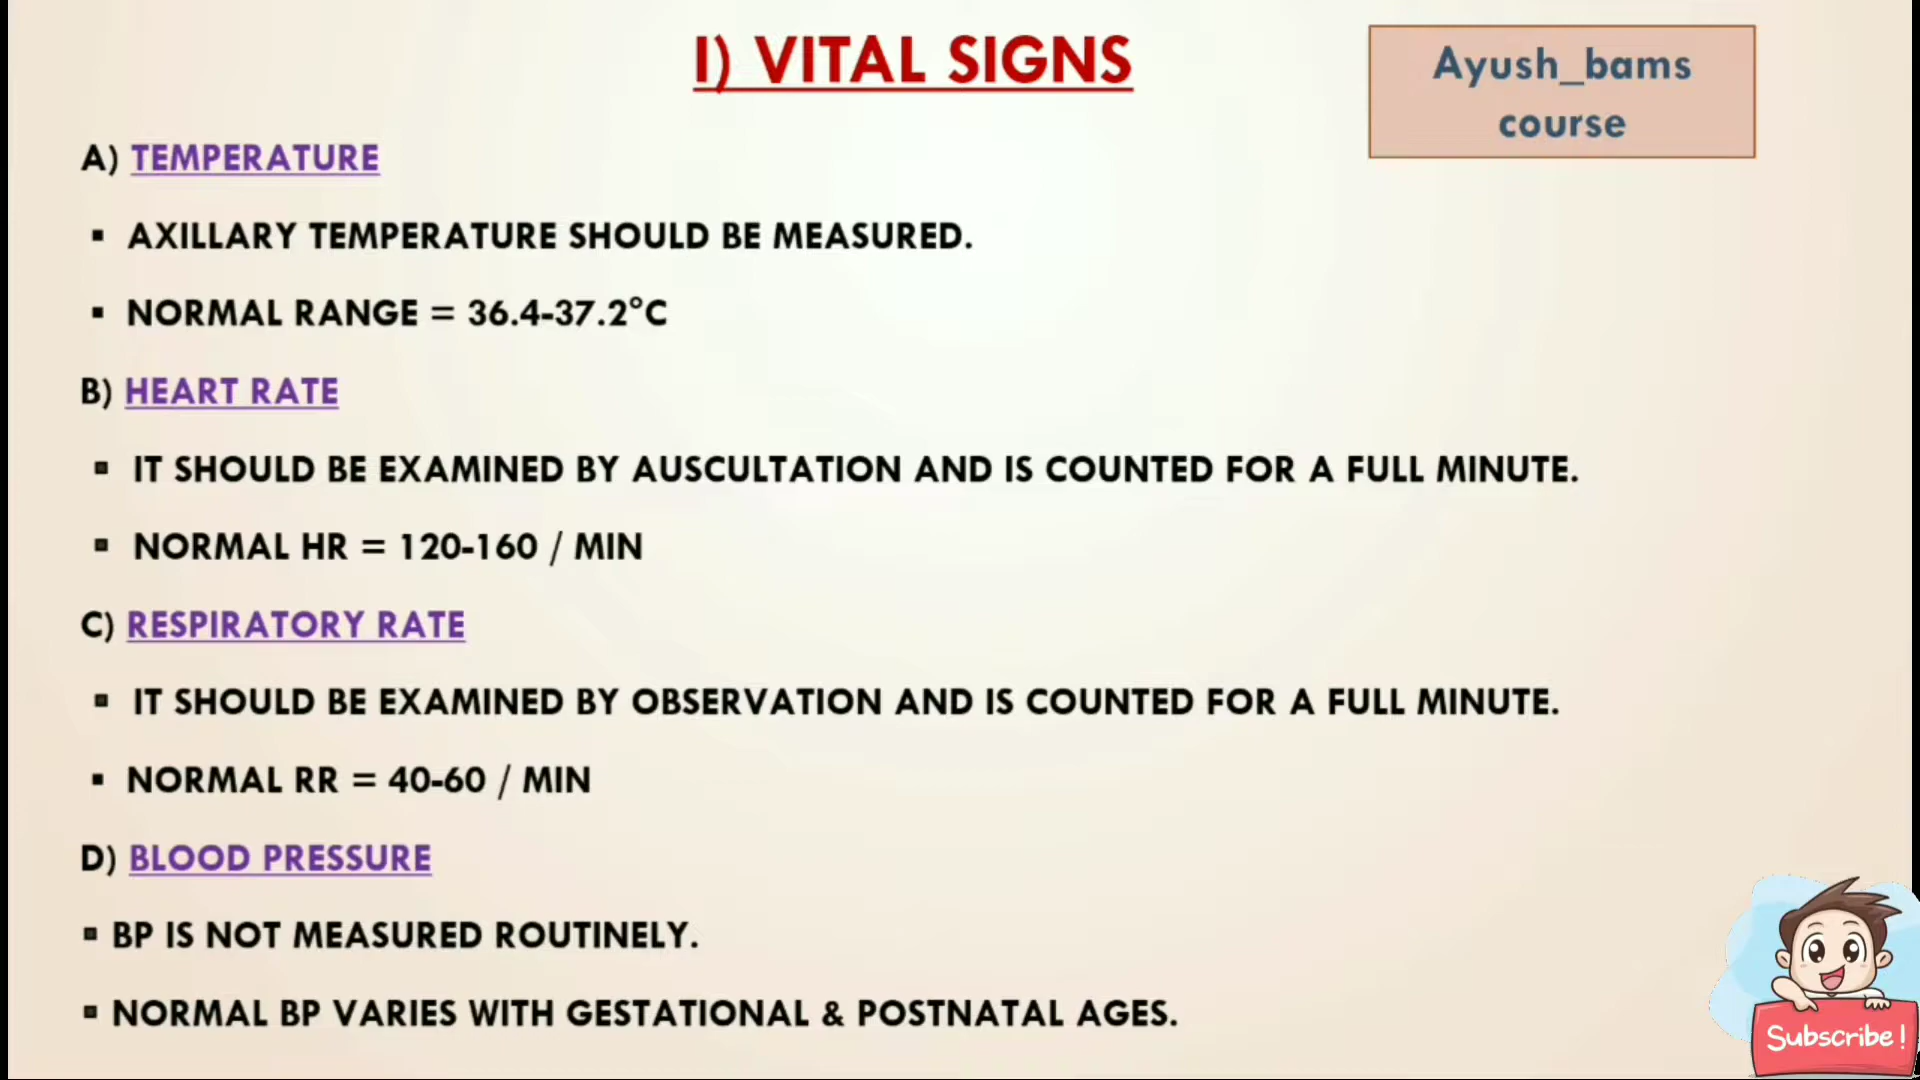 I) VITAL SIGNS
Ayush_bams
course
A) TEMPERATURE
▪ AXILLARY TEMPERATURE SHOULD BE MEASURED.
▪ NORMAL RANGE = 36.4-37.2°C
B) HEART RATE
▪ IT SHOULD BE EXAMINED BY AUSCULTATION AND IS COUNTED FOR A FULL MINUTE.
▪ NORMAL HR = 120-160 / MIN
C) RESPIRATORY RATE
▪ IT SHOULD BE EXAMINED BY OBSERVATION AND IS COUNTED FOR A FULL MINUTE.
▪ NORMAL RR = 40-60 / MIN
D) BLOOD PRESSURE
▪ BP IS NOT MEASURED ROUTINELY.
▪ NORMAL BP VARIES WITH GESTATIONAL & POSTNATAL AGES.
Subscribe!